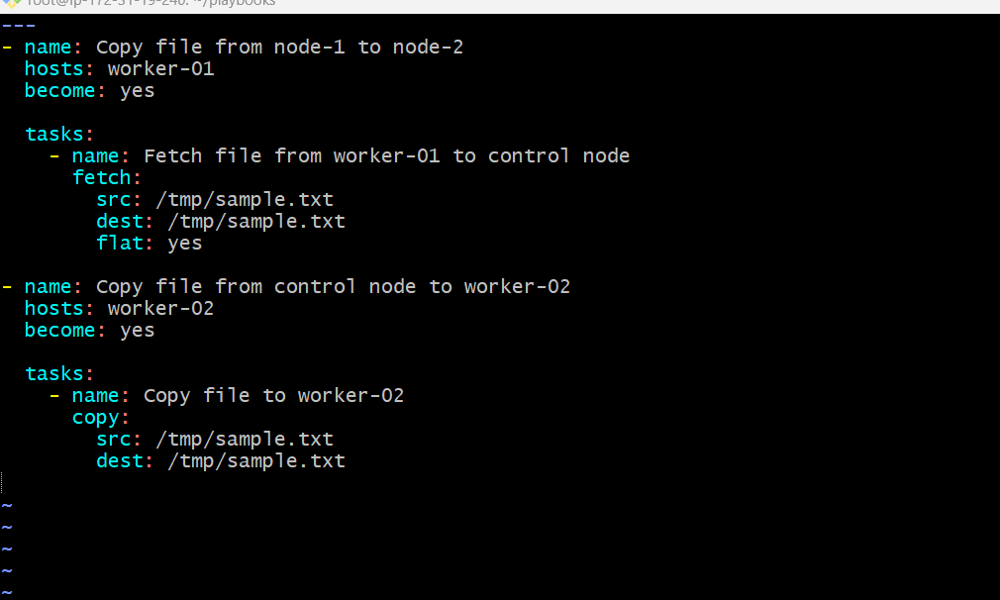 root@ip-172-31-19-240: ~/playbooks
---
- name: Copy file from node-1 to node-2
  hosts: worker-01
  become: yes

  tasks:
    - name: Fetch file from worker-01 to control node
      fetch:
        src: /tmp/sample.txt
        dest: /tmp/sample.txt
        flat: yes

- name: Copy file from control node to worker-02
  hosts: worker-02
  become: yes

  tasks:
    - name: Copy file to worker-02
      copy:
        src: /tmp/sample.txt
        dest: /tmp/sample.txt

~
~
~
~
~